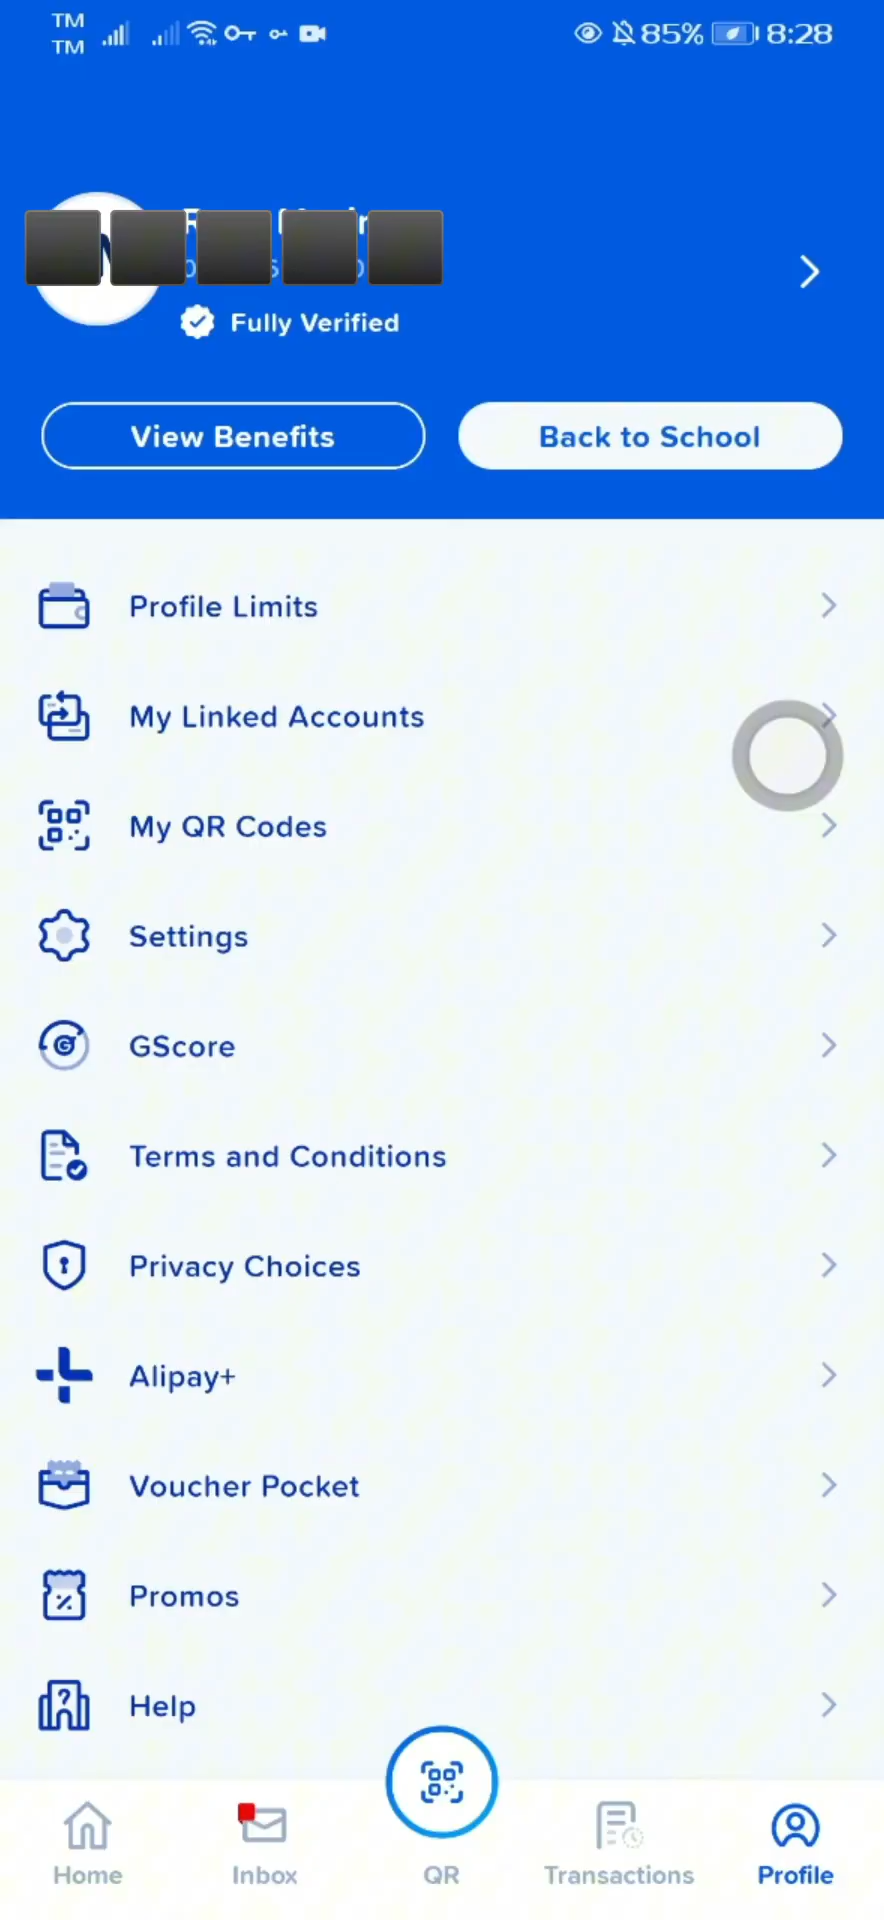 TM
TM
85% 8:28
Fully Verified
View Benefits
Back to School
Profile Limits
My Linked Accounts
My QR Codes
Settings
GScore
Terms and Conditions
Privacy Choices
Alipay+
Voucher Pocket
Promos
Help
Home
Inbox
QR
Transactions
Profile